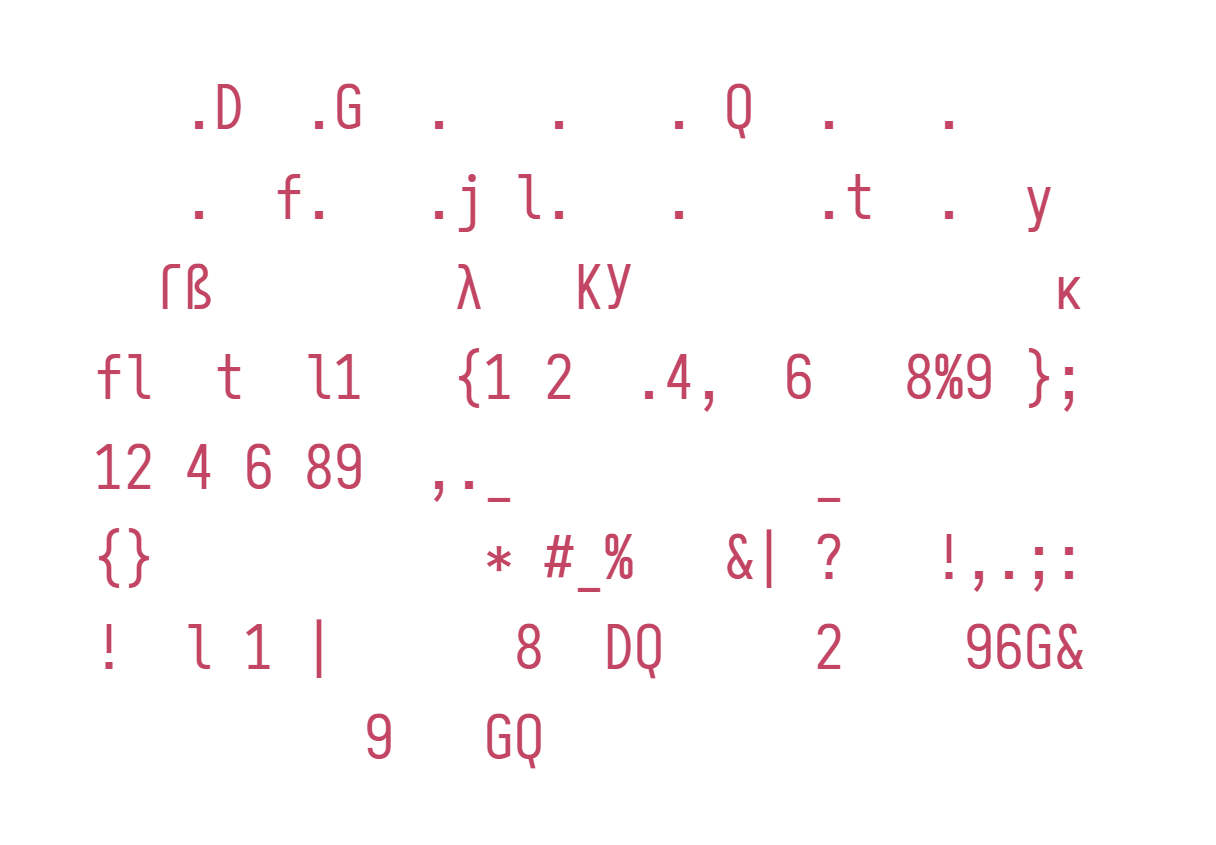 .D  .G  .   .   . Q  .   .
.  f.   .j l.   .    .t  .  y
Γß        λ   КУ              κ
fl  t  l1   {1 2  .4,  6   8%9 };
12 4 6 89  ,._          _
{}           * #_%   &| ?   !,.;:
!  l 1 |      8  DQ     2    96G&
9   GQ